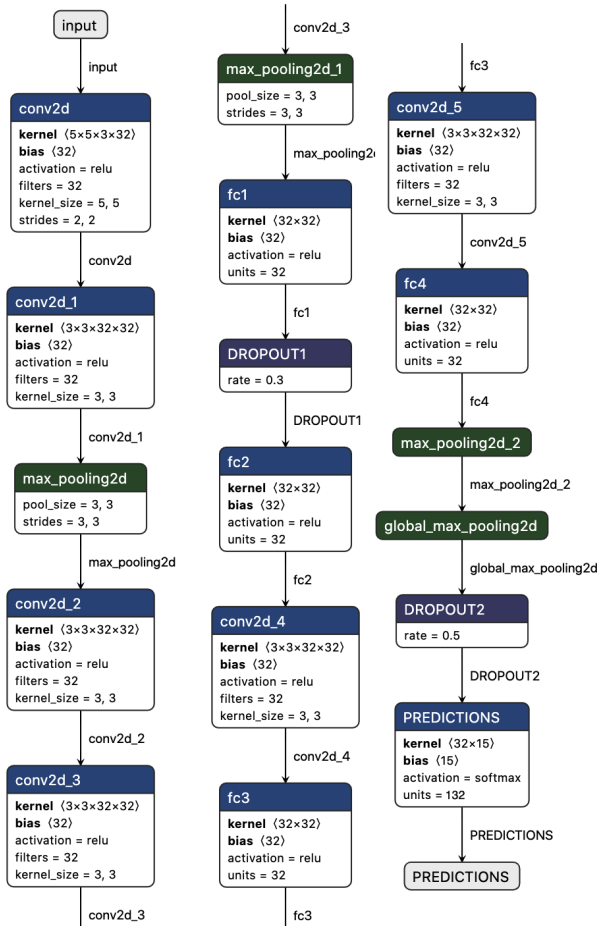 input
input
conv2d
kernel ⟨5×5×3×32⟩
bias ⟨32⟩
activation = relu
filters = 32
kernel_size = 5, 5
strides = 2, 2
conv2d
conv2d_1
kernel ⟨3×3×32×32⟩
bias ⟨32⟩
activation = relu
filters = 32
kernel_size = 3, 3
conv2d_1
max_pooling2d
pool_size = 3, 3
strides = 3, 3
max_pooling2d
conv2d_2
kernel ⟨3×3×32×32⟩
bias ⟨32⟩
activation = relu
filters = 32
kernel_size = 3, 3
conv2d_2
conv2d_3
kernel ⟨3×3×32×32⟩
bias ⟨32⟩
activation = relu
filters = 32
kernel_size = 3, 3
conv2d_3
conv2d_3
max_pooling2d_1
pool_size = 3, 3
strides = 3, 3
max_pooling2
fc1
kernel ⟨32×32⟩
bias ⟨32⟩
activation = relu
units = 32
fc1
DROPOUT1
rate = 0.3
DROPOUT1
fc2
kernel ⟨32×32⟩
bias ⟨32⟩
activation = relu
units = 32
fc2
conv2d_4
kernel ⟨3×3×32×32⟩
bias ⟨32⟩
activation = relu
filters = 32
kernel_size = 3, 3
conv2d_4
fc3
kernel ⟨32×32⟩
bias ⟨32⟩
activation = relu
units = 32
fc3
fc3
conv2d_5
kernel ⟨3×3×32×32⟩
bias ⟨32⟩
activation = relu
filters = 32
kernel_size = 3, 3
conv2d_5
fc4
kernel ⟨32×32⟩
bias ⟨32⟩
activation = relu
units = 32
fc4
max_pooling2d_2
max_pooling2d_2
global_max_pooling2d
global_max_pooling2d
DROPOUT2
rate = 0.5
DROPOUT2
PREDICTIONS
kernel ⟨32×15⟩
bias ⟨15⟩
activation = softmax
units = 132
PREDICTIONS
PREDICTIONS